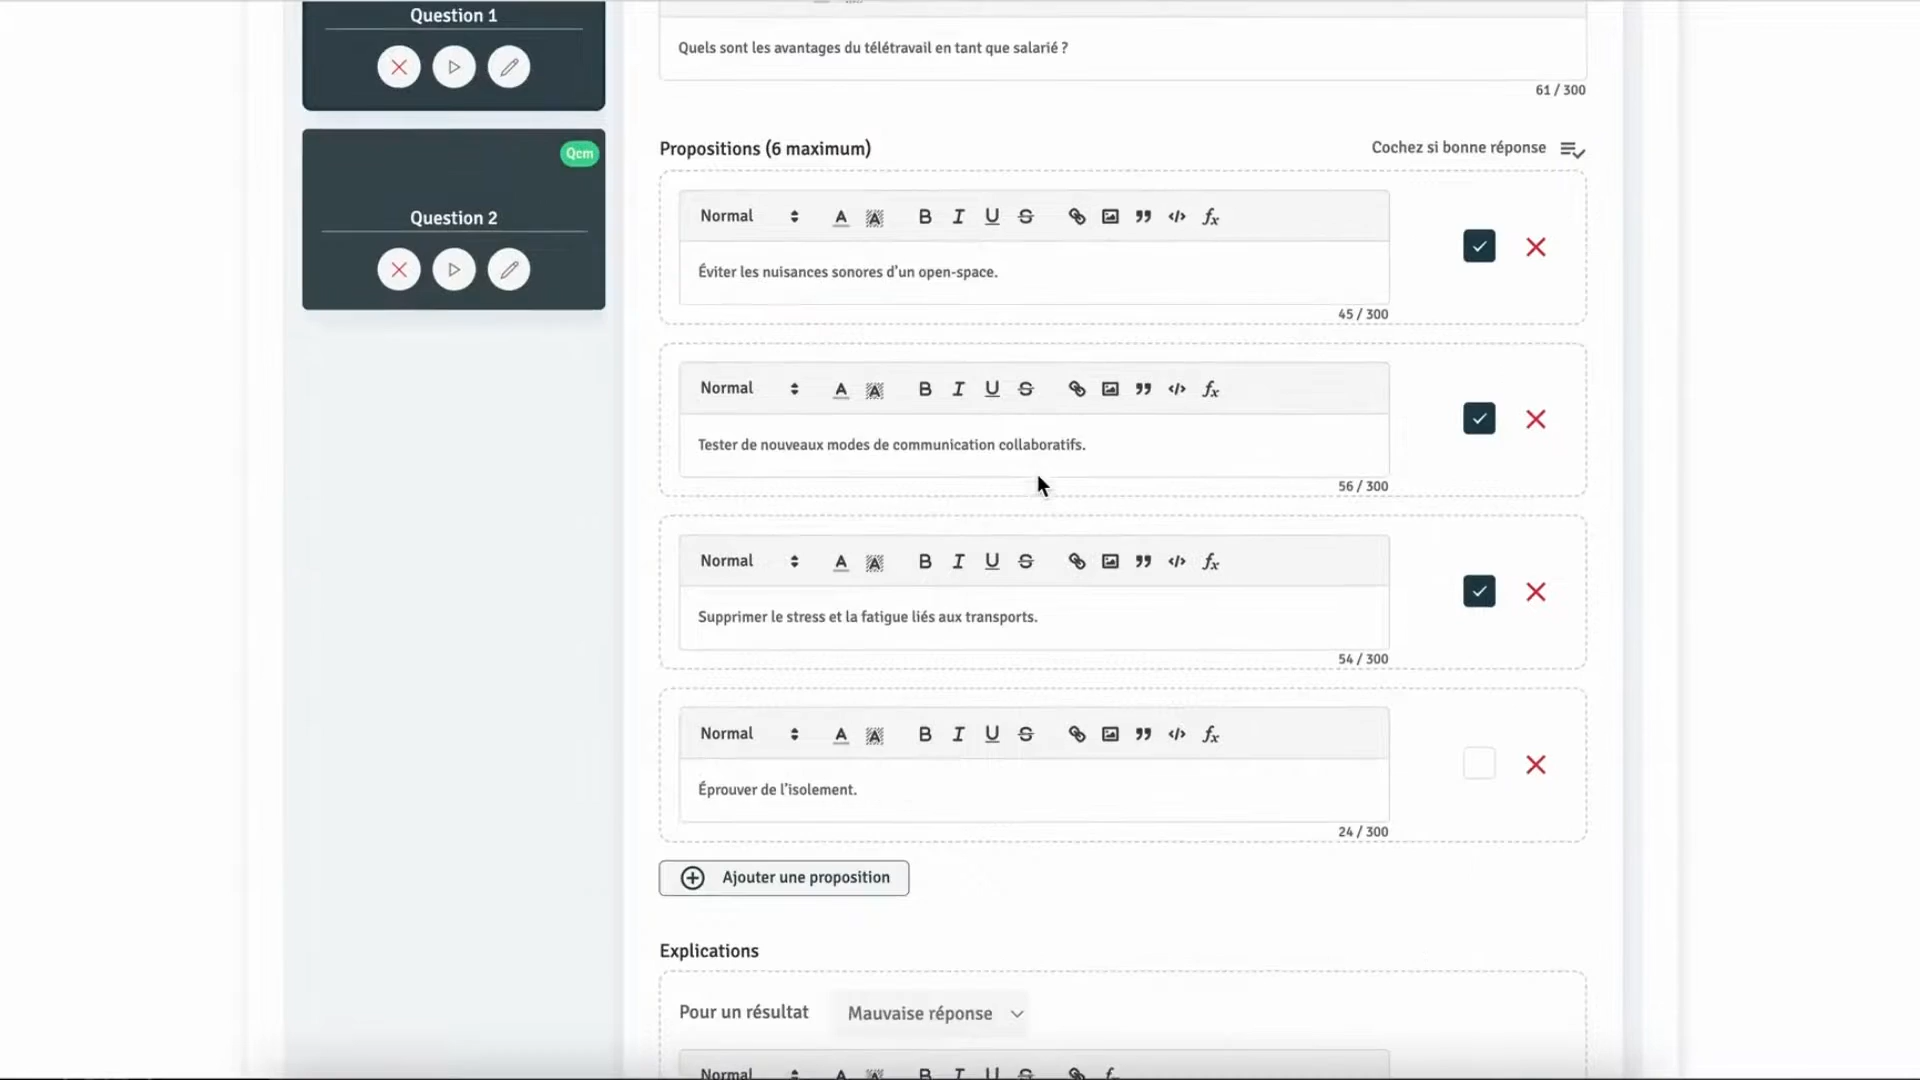 Question 1
Qcm
Question 2
Quels sont les avantages du télétravail en tant que salarié ?
61 / 300
Propositions (6 maximum)
Cochez si bonne réponse
Normal
Éviter les nuisances sonores d'un open-space.
45 / 300
Normal
Tester de nouveaux modes de communication collaboratifs.
56 / 300
Normal
Supprimer le stress et la fatigue liés aux transports.
54 / 300
Normal
Éprouver de l'isolement.
24 / 300
Ajouter une proposition
Explications
Pour un résultat
Mauvaise réponse
Normal